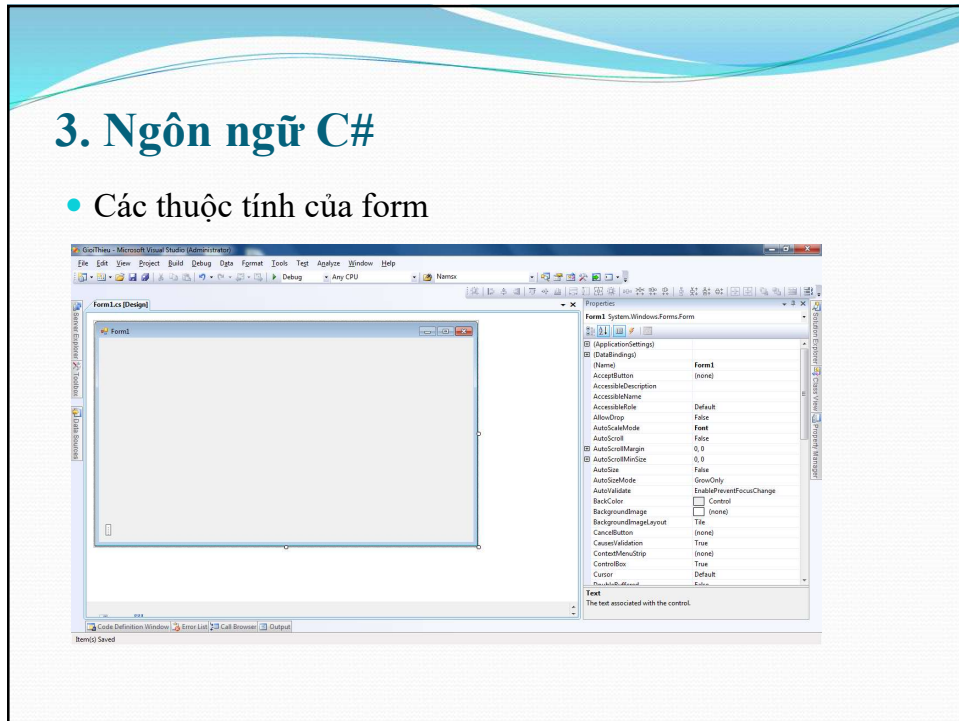 3. Ngôn ngữ C#
Các thuộc tính của form
GioiThieu - Microsoft Visual Studio (Administrator)
File Edit View Project Build Debug Data Format Tools Test Analyze Window Help
Debug Any CPU Namsx
Form1.cs [Design]
Form1
Server Explorer
Toolbox
Data Sources
Properties
Form1 System.Windows.Forms.Form
(ApplicationSettings)
(DataBindings)
(Name) Form1
AcceptButton (none)
AccessibleDescription
AccessibleName
AccessibleRole Default
AllowDrop False
AutoScaleMode Font
AutoScroll False
AutoScrollMargin 0, 0
AutoScrollMinSize 0, 0
AutoSize False
AutoSizeMode GrowOnly
AutoValidate EnablePreventFocusChange
BackColor Control
BackgroundImage (none)
BackgroundImageLayout Tile
CancelButton (none)
CausesValidation True
ContextMenuStrip (none)
ControlBox True
Cursor Default
DoubleBuffered False
Text
The text associated with the control.
Solution Explorer
Class View
Property Manager
Code Definition Window Error List Call Browser Output
Item(s) Saved